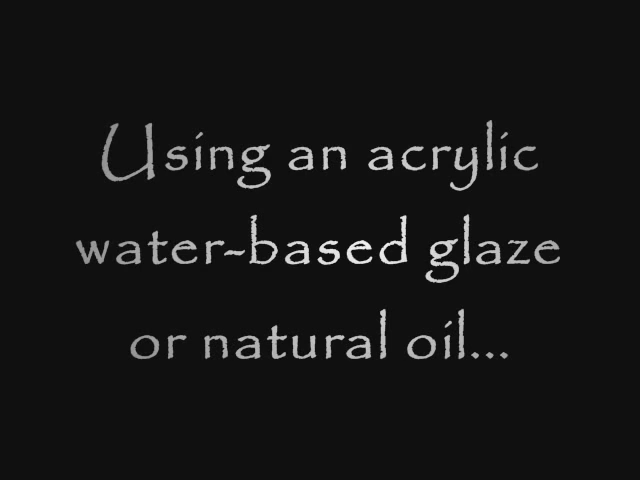 Using an acrylic
water-based glaze
or natural oil...